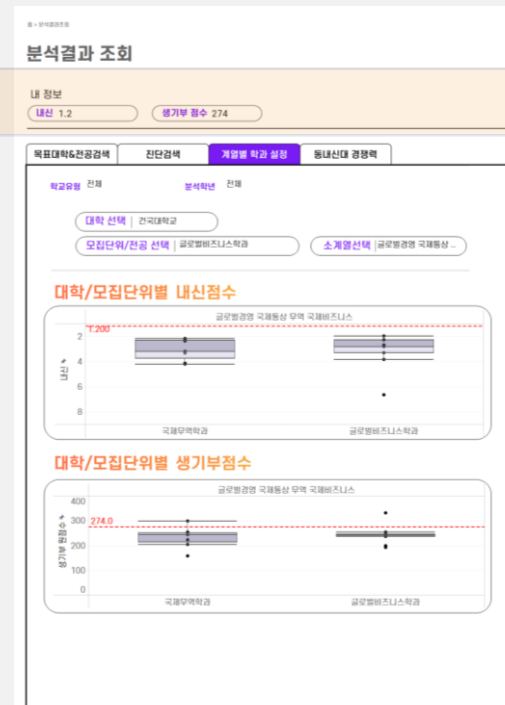 홈 > 분석결과조회
분석결과 조회
내 정보
내신 1.2 생기부 점수 274
목표대학&전공검색 진단검색 계열별 학과 설정 동내신대 경쟁력
학교유형 전체 분석학년 전체
대학 선택 | 건국대학교
모집단위/전공 선택 | 글로벌비즈니스학과 소계열선택 | 글로벌경영 국제통상 ...
대학/모집단위별 내신점수
글로벌경영 국제통상 무역 국제비즈니스
1.200
2
4
6
8
내신
국제무역학과 글로벌비즈니스학과
대학/모집단위별 생기부점수
글로벌경영 국제통상 무역 국제비즈니스
400
300
274.0
200
100
0
생기부 원점수
국제무역학과 글로벌비즈니스학과